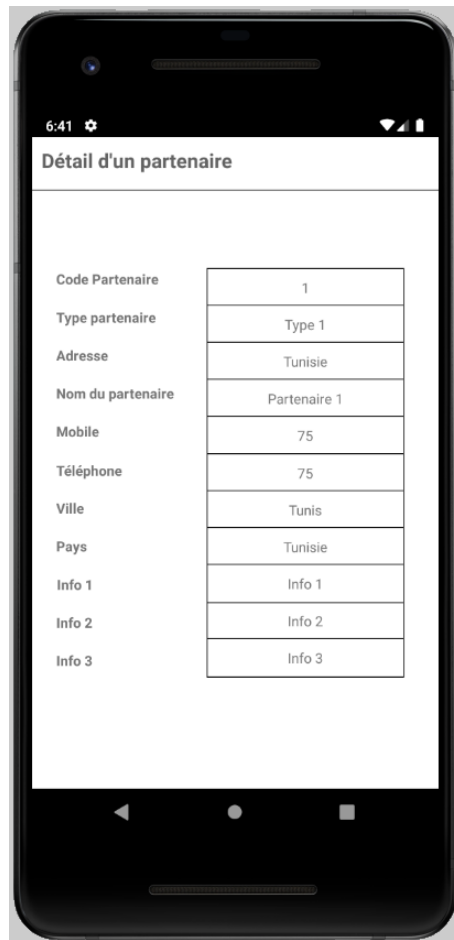 6:41
Détail d'un partenaire
Code Partenaire 1
Type partenaire Type 1
Adresse Tunisie
Nom du partenaire Partenaire 1
Mobile 75
Téléphone 75
Ville Tunis
Pays Tunisie
Info 1 Info 1
Info 2 Info 2
Info 3 Info 3